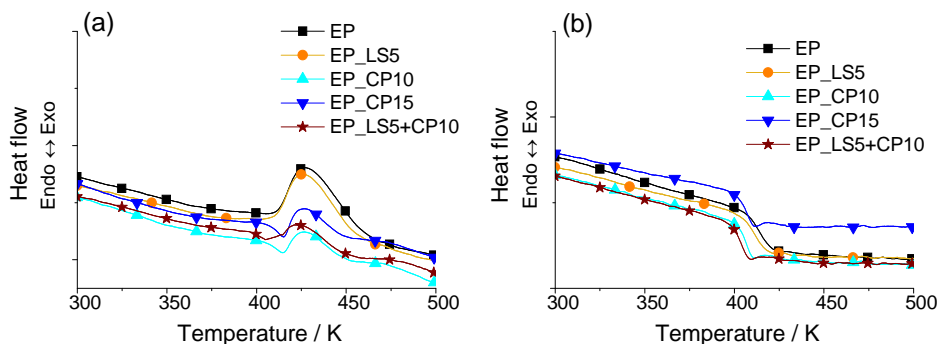 (a)
EP
EP_LS5
EP_CP10
EP_CP15
EP_LS5+CP10
Heat flow
Endo ↔ Exo
300 350 400 450 500
Temperature / K
(b)
EP
EP_LS5
EP_CP10
EP_CP15
EP_LS5+CP10
Heat flow
Endo ↔ Exo
300 350 400 450 500
Temperature / K